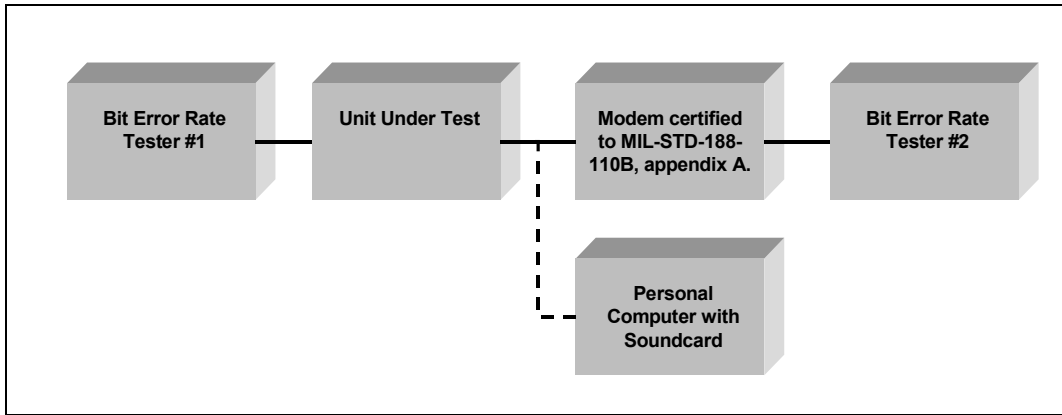 Bit Error Rate
Tester #1
Unit Under Test
Modem certified
to MIL-STD-188-
110B, appendix A.
Bit Error Rate
Tester #2
Personal
Computer with
Soundcard